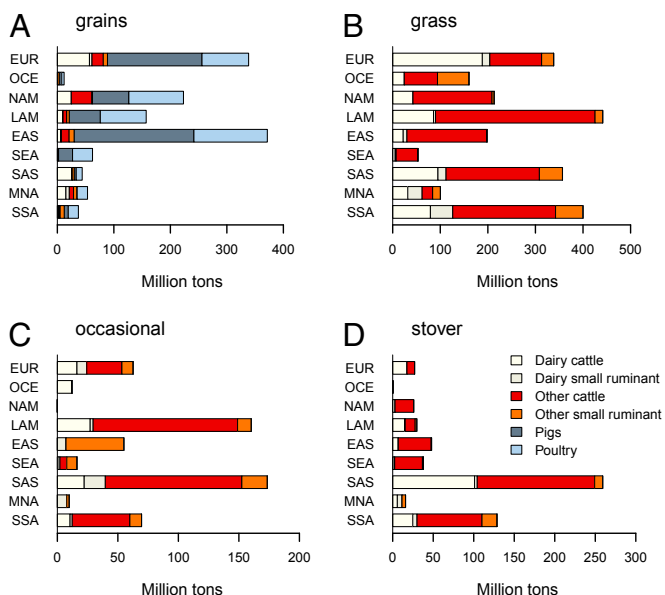 A grains
EUR
OCE
NAM
LAM
EAS
SEA
SAS
MNA
SSA
0 100 200 300 400
Million tons
B grass
EUR
OCE
NAM
LAM
EAS
SEA
SAS
MNA
SSA
0 100 200 300 400 500
Million tons
C occasional
EUR
OCE
NAM
LAM
EAS
SEA
SAS
MNA
SSA
0 50 100 150 200
Million tons
D stover
EUR
OCE
NAM
LAM
EAS
SEA
SAS
MNA
SSA
Dairy cattle
Dairy small ruminant
Other cattle
Other small ruminant
Pigs
Poultry
0 50 100 150 200 250 300
Million tons